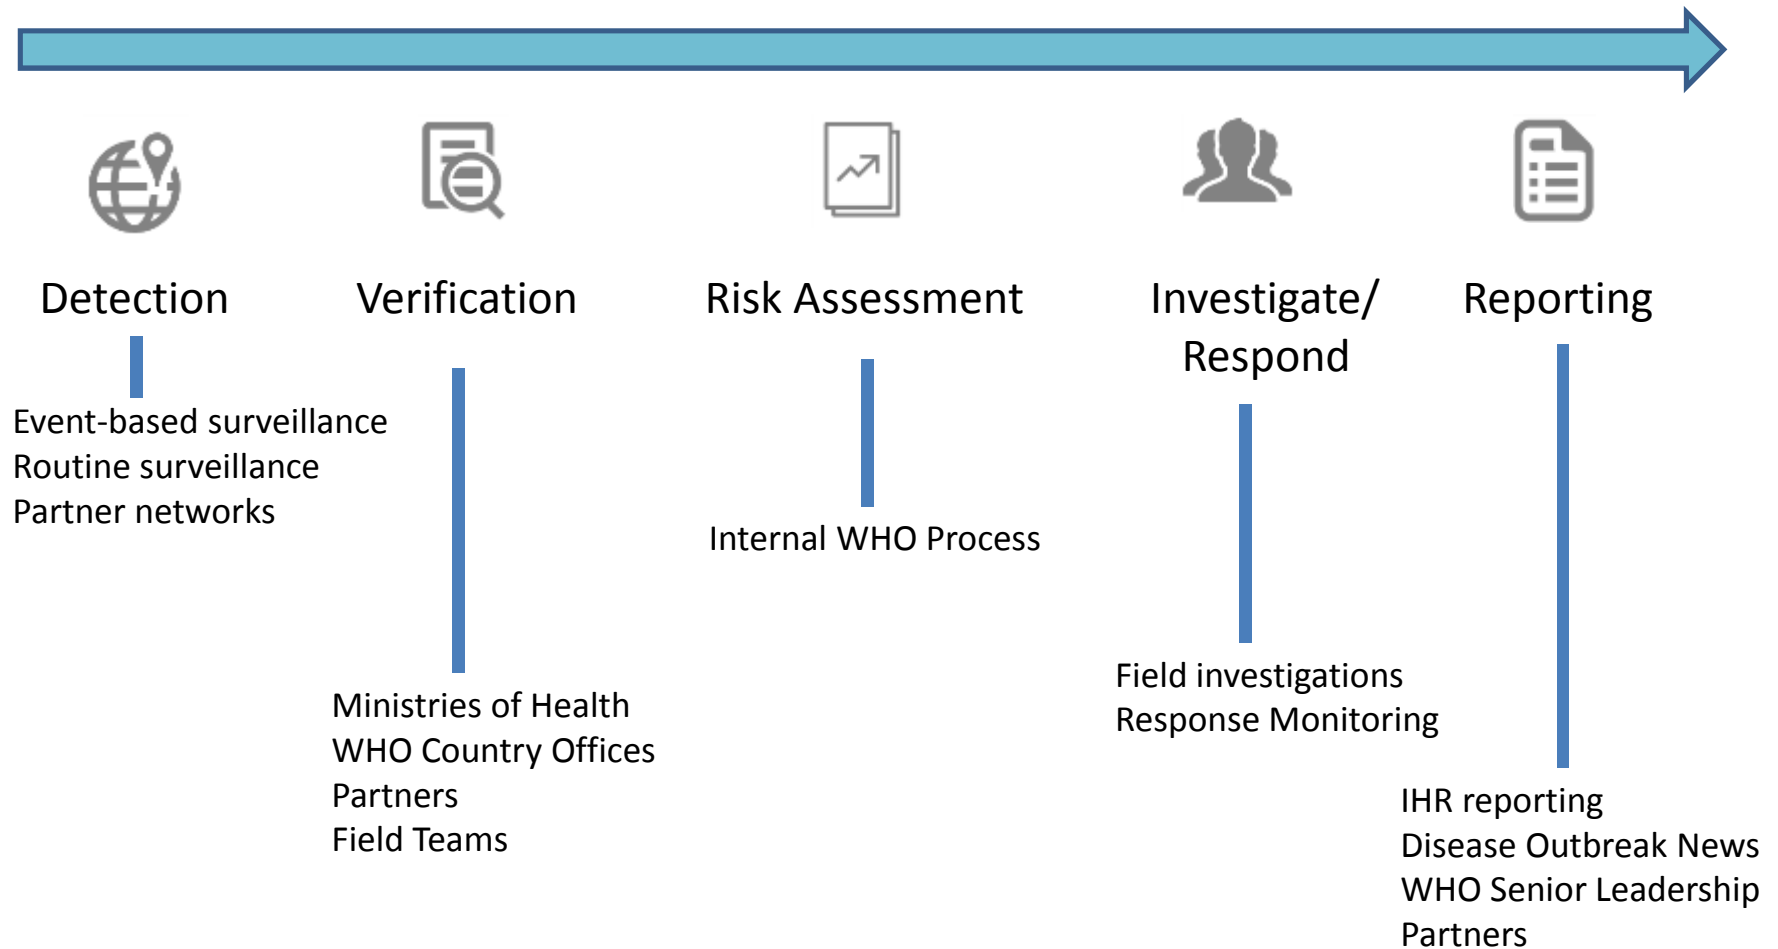 Detection
Event-based surveillance
Routine surveillance
Partner networks
Verification
Ministries of Health
WHO Country Offices
Partners
Field Teams
Risk Assessment
Internal WHO Process
Investigate/
Respond
Field investigations
Response Monitoring
Reporting
IHR reporting
Disease Outbreak News
WHO Senior Leadership
Partners